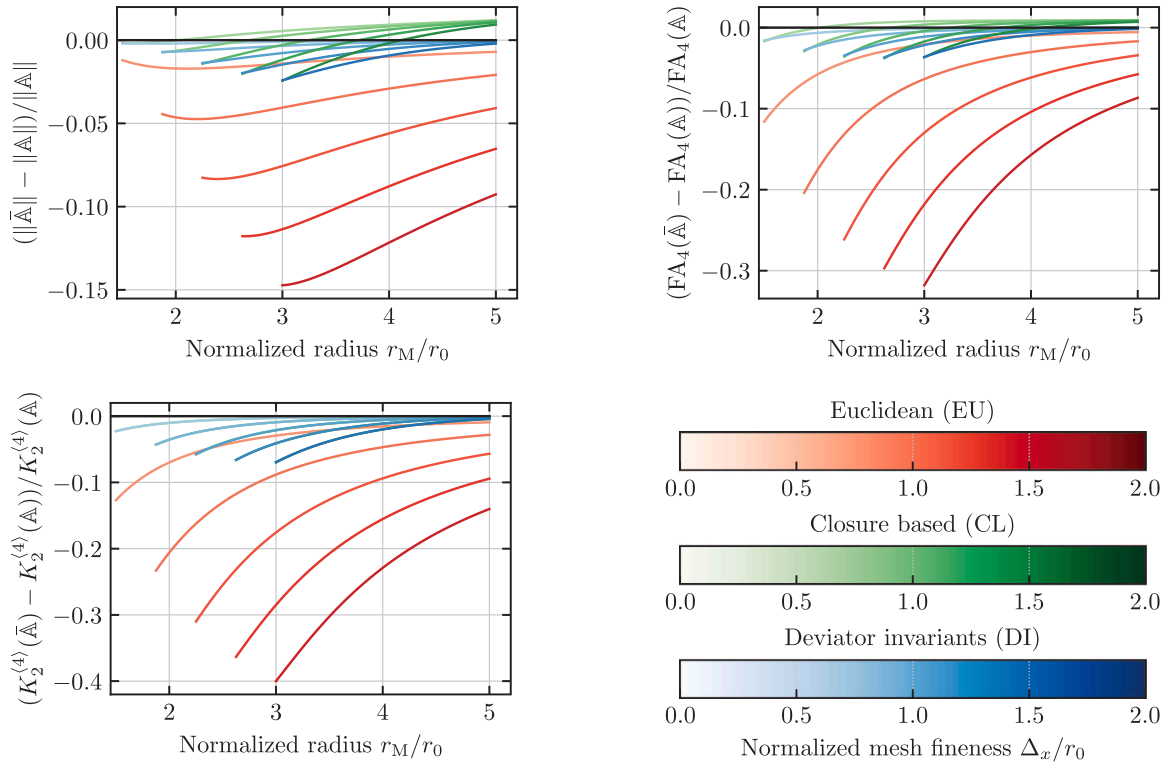 (‖𝔸̄‖ − ‖𝔸‖)/‖𝔸‖
0.00
−0.05
−0.10
−0.15
2 3 4 5
Normalized radius r_M/r_0
(FA_4(𝔸̄) − FA_4(𝔸))/FA_4(𝔸)
0.0
−0.1
−0.2
−0.3
2 3 4 5
Normalized radius r_M/r_0
(K_2^⟨4⟩(𝔸̄) − K_2^⟨4⟩(𝔸))/K_2^⟨4⟩(𝔸)
0.0
−0.1
−0.2
−0.3
−0.4
2 3 4 5
Normalized radius r_M/r_0
Euclidean (EU)
0.0 0.5 1.0 1.5 2.0
Closure based (CL)
0.0 0.5 1.0 1.5 2.0
Deviator invariants (DI)
0.0 0.5 1.0 1.5 2.0
Normalized mesh fineness Δ_x/r_0